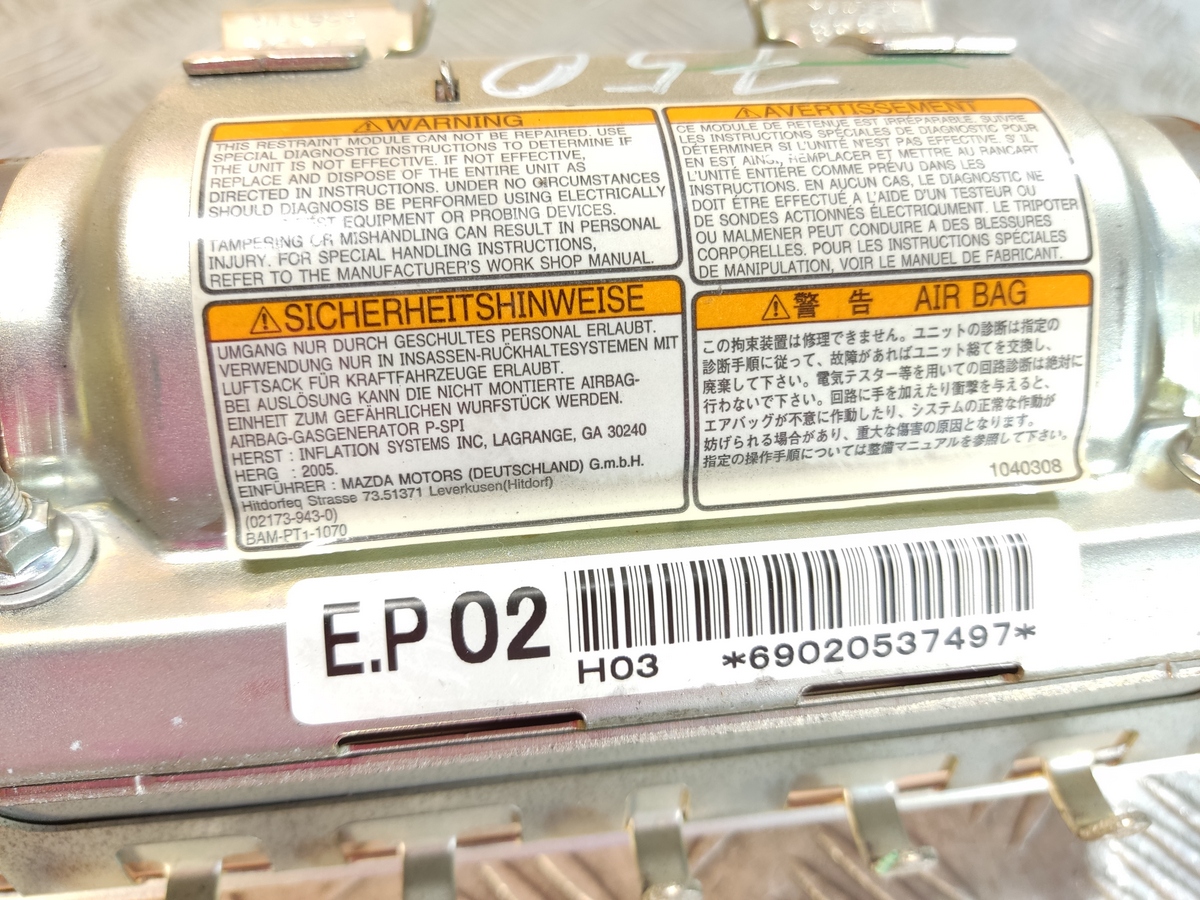 750
WARNING
THIS RESTRAINT MODULE CAN NOT BE REPAIRED. USE
SPECIAL DIAGNOSTIC INSTRUCTIONS TO DETERMINE IF
THE UNIT IS NOT EFFECTIVE. IF NOT EFFECTIVE,
REPLACE AND DISPOSE OF THE ENTIRE UNIT AS
DIRECTED IN INSTRUCTIONS. UNDER NO CIRCUMSTANCES
SHOULD DIAGNOSIS BE PERFORMED USING ELECTRICALLY
EQUIPMENT OR PROBING DEVICES.
TAMPERING OR MISHANDLING CAN RESULT IN PERSONAL
INJURY. FOR SPECIAL HANDLING INSTRUCTIONS,
REFER TO THE MANUFACTURER'S WORK SHOP MANUAL.
AVERTISSEMENT
CE MODULE DE RETENUE EST IRRÉPARABLE. SUIVRE
LES INSTRUCTIONS SPÉCIALES DE DIAGNOSTIC POUR
DÉTERMINER SI L'UNITÉ N'EST PAS EFFECTIVE. S'IL
EN EST AINSI, REMPLACER ET METTRE AU RANCART
L'UNITÉ ENTIÈRE COMME PRÉVU DANS LES
INSTRUCTIONS. EN AUCUN CAS, LE DIAGNOSTIC NE
DOIT ÉTRE EFFECTUÉ A L'AIDE D'UN TESTEUR OU
DE SONDES ACTIONNÉS ÉLECTRIQUMENT. LE TRIPOTER
OU MALMENER PEUT CONDUIRE A DES BLESSURES
CORPORELLES. POUR LES INSTRUCTIONS SPÉCIALES
DE MANIPULATION, VOIR LE MANUEL DE FABRICANT.
SICHERHEITSHINWEISE
UMGANG NUR DURCH GESCHULTES PERSONAL ERLAUBT.
VERWENDUNG NUR IN INSASSEN-RÜCKHALTESYSTEMEN MIT
LUFTSACK FÜR KRAFTFAHRZEUGE ERLAUBT.
BEI AUSLÖSUNG KANN DIE NICHT MONTIERTE AIRBAG-
EINHEIT ZUM GEFÄHRLICHEN WURFSTÜCK WERDEN.
AIRBAG-GASGENERATOR P-SPI
HERST : INFLATION SYSTEMS INC, LAGRANGE, GA 30240
HERG : 2005.
EINFÜHRER : MAZDA MOTORS (DEUTSCHLAND) G.m.b.H.
Hitdorfeq Strasse 73.51371 Leverkusen(Hitdorf)
(02173-943-0)
BAM-PT1-1070
警 告 AIR BAG
この拘束装置は修理できません。ユニットの診断は指定の
診断手順に従って、故障があればユニット総てを交換し、
廃棄して下さい。電気テスター等を用いての回路診断は絶対に
行わないで下さい。回路に手を加えたり衝撃を与えると、
エアバッグが不意に作動したり、システムの正常な作動が
妨げられる場合があり、重大な傷害の原因となります。
指定の操作手順については整備マニュアルを参照して下さい。
1040308
E.P 02
H03 *69020537497*